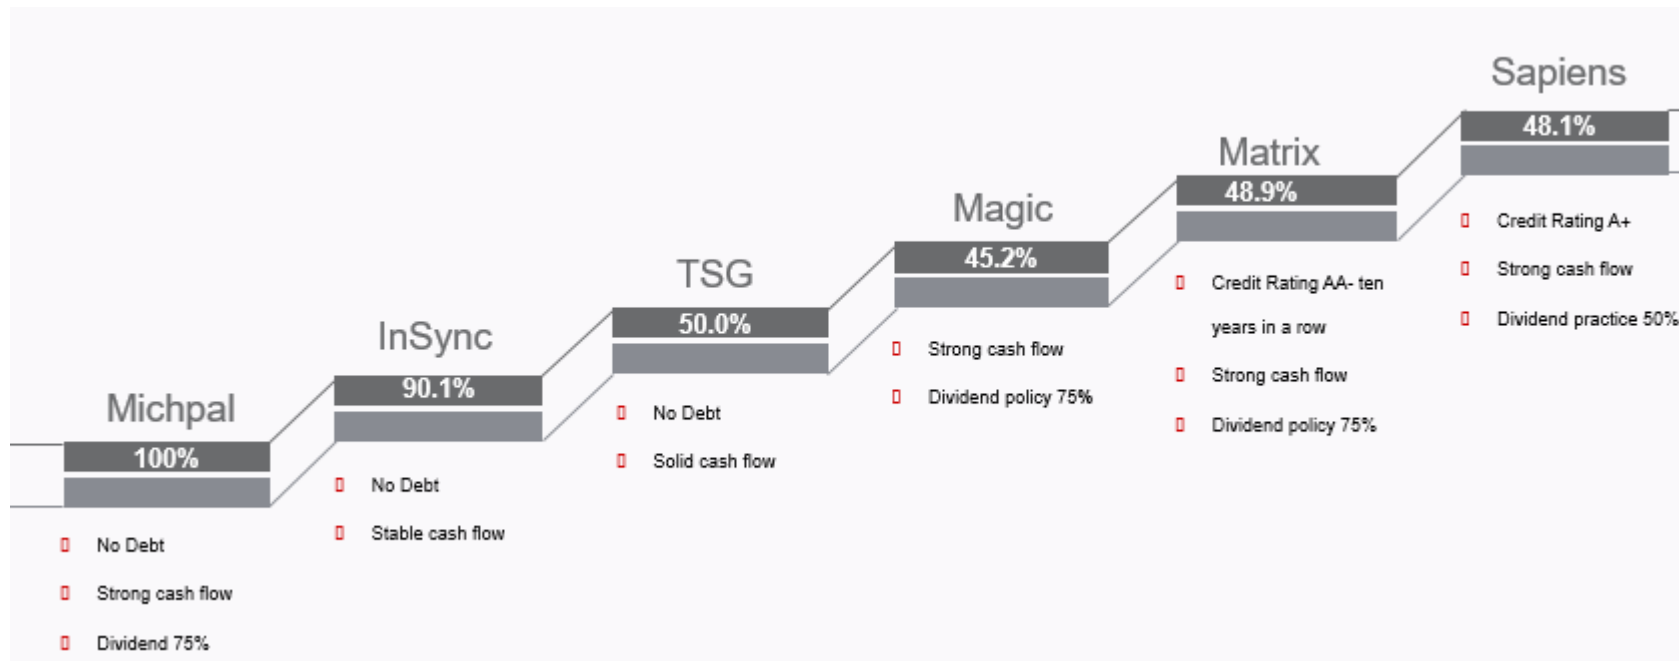 Michpal
100%
No Debt
Strong cash flow
Dividend 75%
InSync
90.1%
No Debt
Stable cash flow
TSG
50.0%
No Debt
Solid cash flow
Magic
45.2%
Strong cash flow
Dividend policy 75%
Matrix
48.9%
Credit Rating AA- ten
years in a row
Strong cash flow
Dividend policy 75%
Sapiens
48.1%
Credit Rating A+
Strong cash flow
Dividend practice 50%